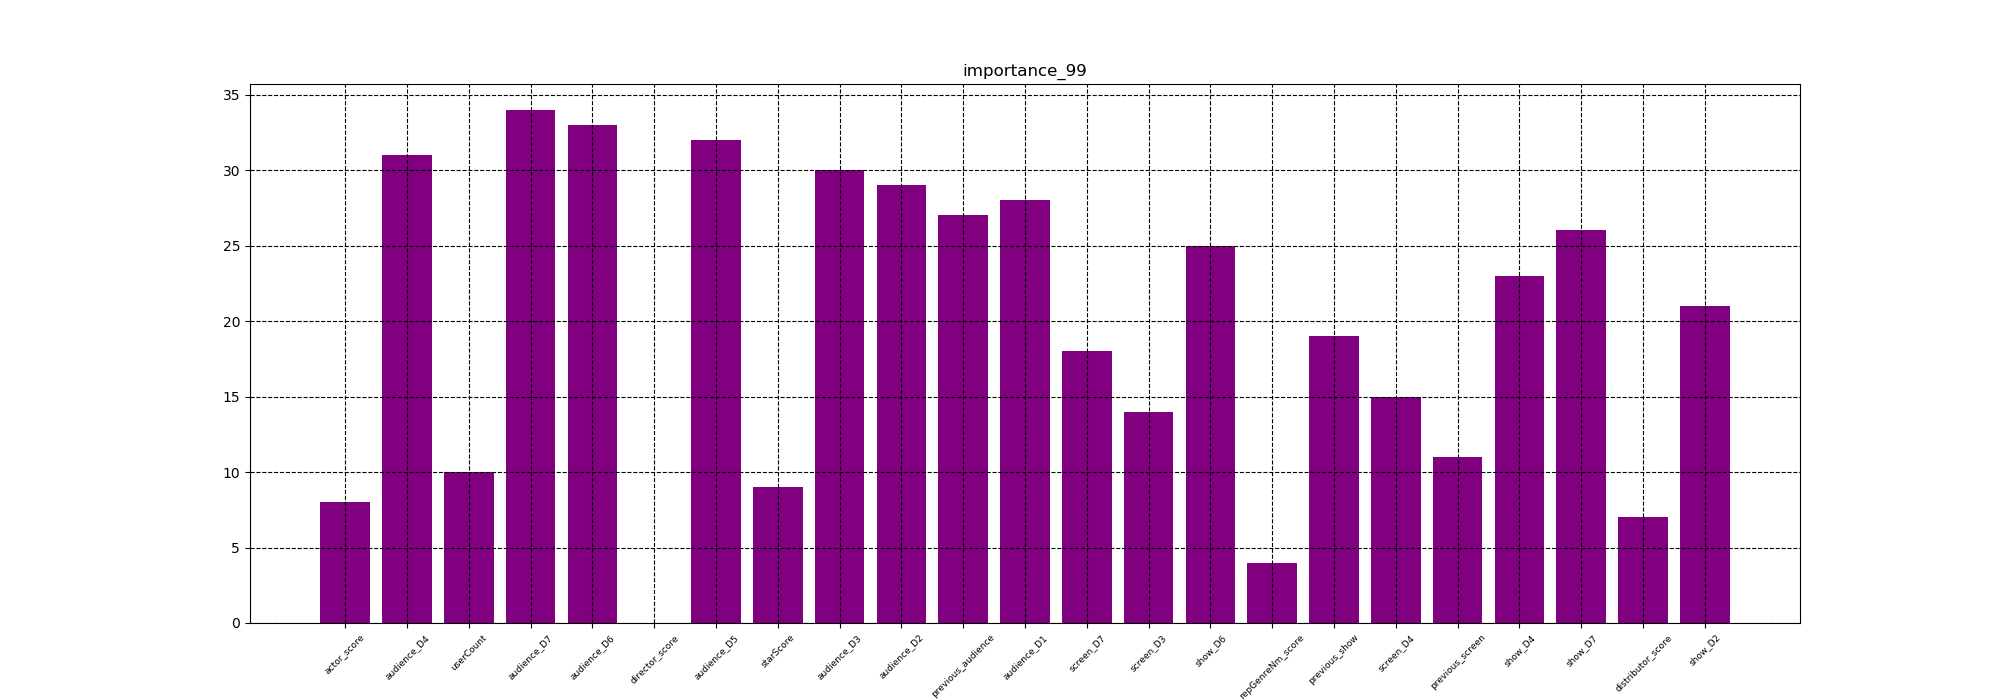 importance_99
35
30
25
20
15
10
5
0
actor_score
audience_D4
userCount
audience_D7
audience_D6
director_score
audience_D5
starScore
audience_D3
audience_D2
previous_audience
audience_D1
screen_D7
screen_D3
show_D6
repGenreNm_score
previous_show
screen_D4
previous_screen
show_D4
show_D7
distributor_score
show_D2